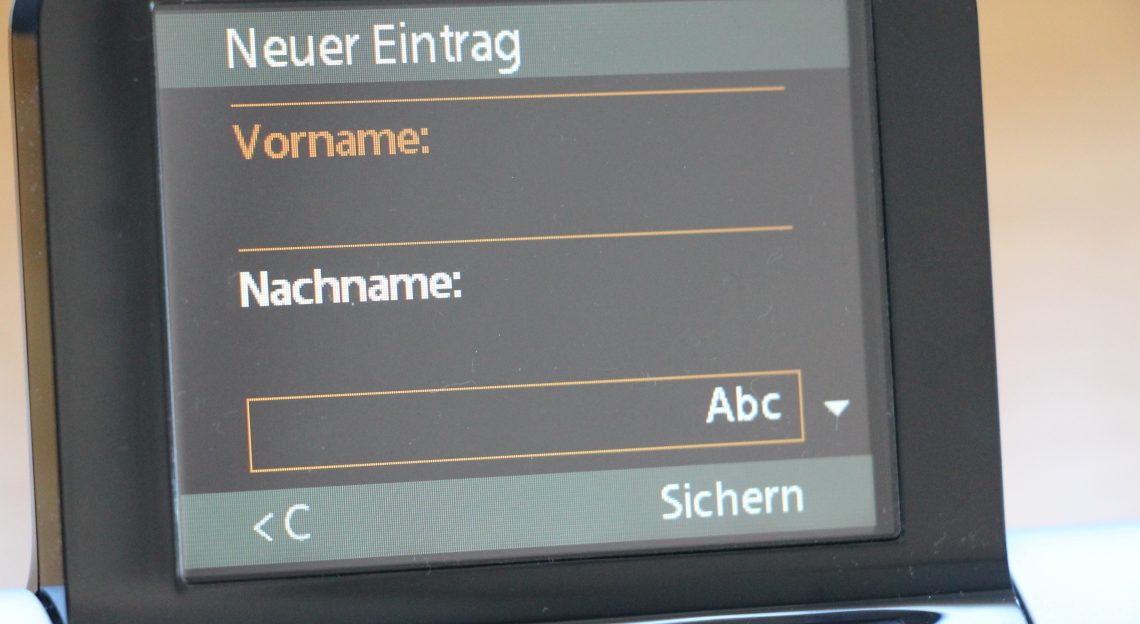 Neuer Eintrag
Vorname:
Nachname:
Abc
< C Sichern